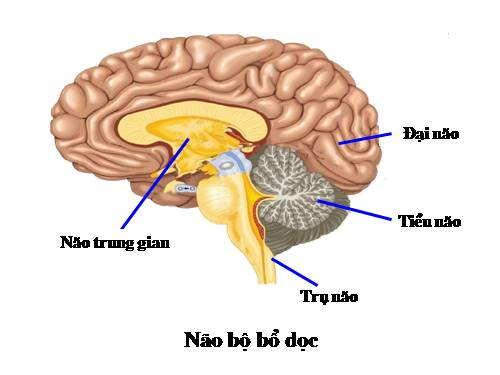 Đại não
Tiểu não
Não trung gian
Trụ não
Não bộ bổ dọc